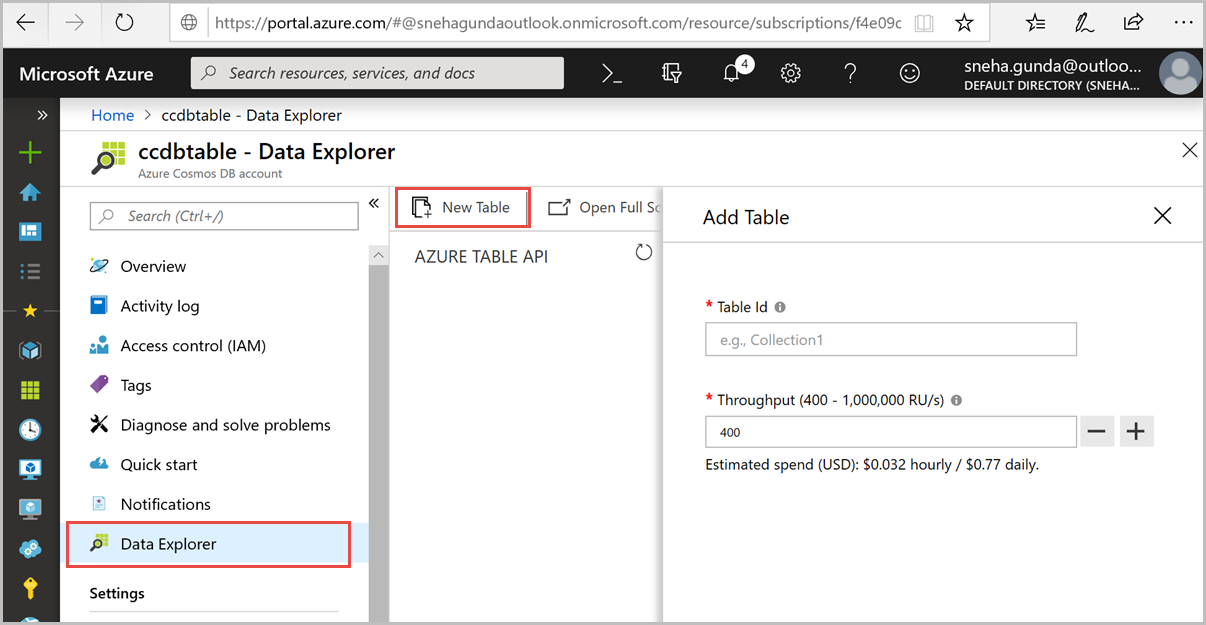 https://portal.azure.com/#@snehagundaoutlook.onmicrosoft.com/resource/subscriptions/f4e09c
Microsoft Azure
Search resources, services, and docs
4
sneha.gunda@outloo...
DEFAULT DIRECTORY (SNEHA...
Home > ccdbtable - Data Explorer
ccdbtable - Data Explorer
Azure Cosmos DB account
Search (Ctrl+/)
Overview
Activity log
Access control (IAM)
Tags
Diagnose and solve problems
Quick start
Notifications
Data Explorer
Settings
New Table
Open Full Sc
AZURE TABLE API
Add Table
* Table Id
e.g., Collection1
* Throughput (400 - 1,000,000 RU/s)
400
Estimated spend (USD): $0.032 hourly / $0.77 daily.